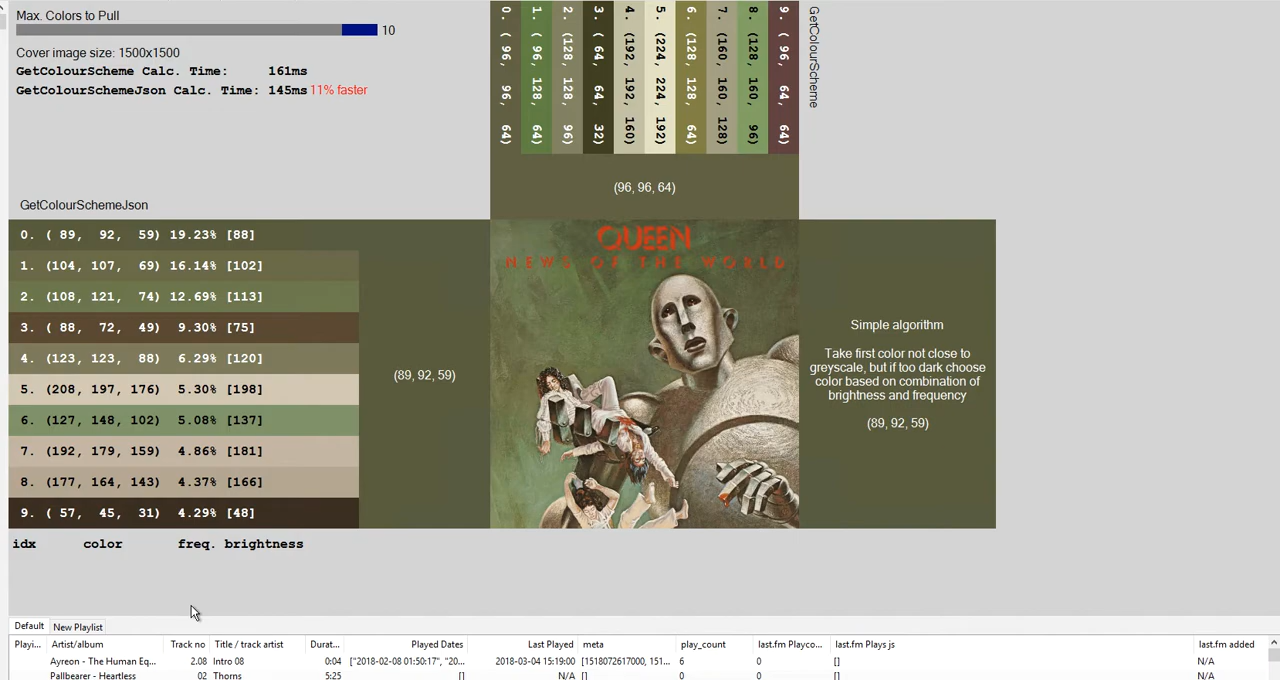 Max. Colors to Pull
10
Cover image size: 1500x1500
GetColourScheme Calc. Time: 161ms
GetColourSchemeJson Calc. Time: 145ms 11% faster
0. ( 96, 96, 64)
1. ( 96, 128, 64)
2. (128, 128, 96)
3. ( 64, 64, 32)
4. (192, 192, 160)
5. (224, 224, 192)
6. (128, 128, 64)
7. (160, 160, 128)
8. (128, 160, 96)
9. ( 96, 64, 64)
GetColourScheme
(96, 96, 64)
GetColourSchemeJson
0. ( 89, 92, 59) 19.23% [88]
1. (104, 107, 69) 16.14% [102]
2. (108, 121, 74) 12.69% [113]
3. ( 88, 72, 49) 9.30% [75]
4. (123, 123, 88) 6.29% [120]
5. (208, 197, 176) 5.30% [198]
6. (127, 148, 102) 5.08% [137]
7. (192, 179, 159) 4.86% [181]
8. (177, 164, 143) 4.37% [166]
9. ( 57, 45, 31) 4.29% [48]
idx color freq. brightness
(89, 92, 59)
QUEEN
NEWS OF THE WORLD
Simple algorithm
Take first color not close to
greyscale, but if too dark choose
color based on combination of
brightness and frequency
(89, 92, 59)
Default New Playlist
Playi... Artist/album Track no Title / track artist Durat... Played Dates Last Played meta play_count last.fm Playco... last.fm Plays js last.fm added
Ayreon - The Human Eq... 2.08 Intro 08 0:04 ["2018-02-08 01:50:17", "20... 2018-03-04 15:19:00 [1518072617000, 151... 6 0 [] N/A
Pallbearer - Heartless 02 Thorns 5:25 [] N/A [] 0 0 [] N/A